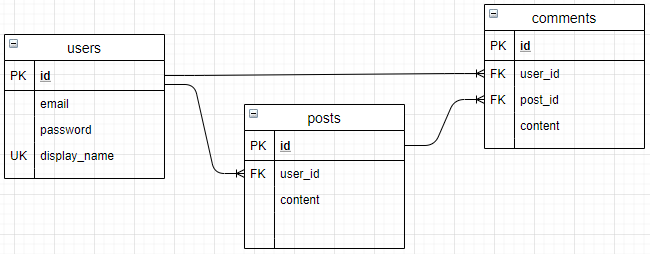 users
PK id
email
password
UK display_name
posts
PK id
FK user_id
content
comments
PK id
FK user_id
FK post_id
content